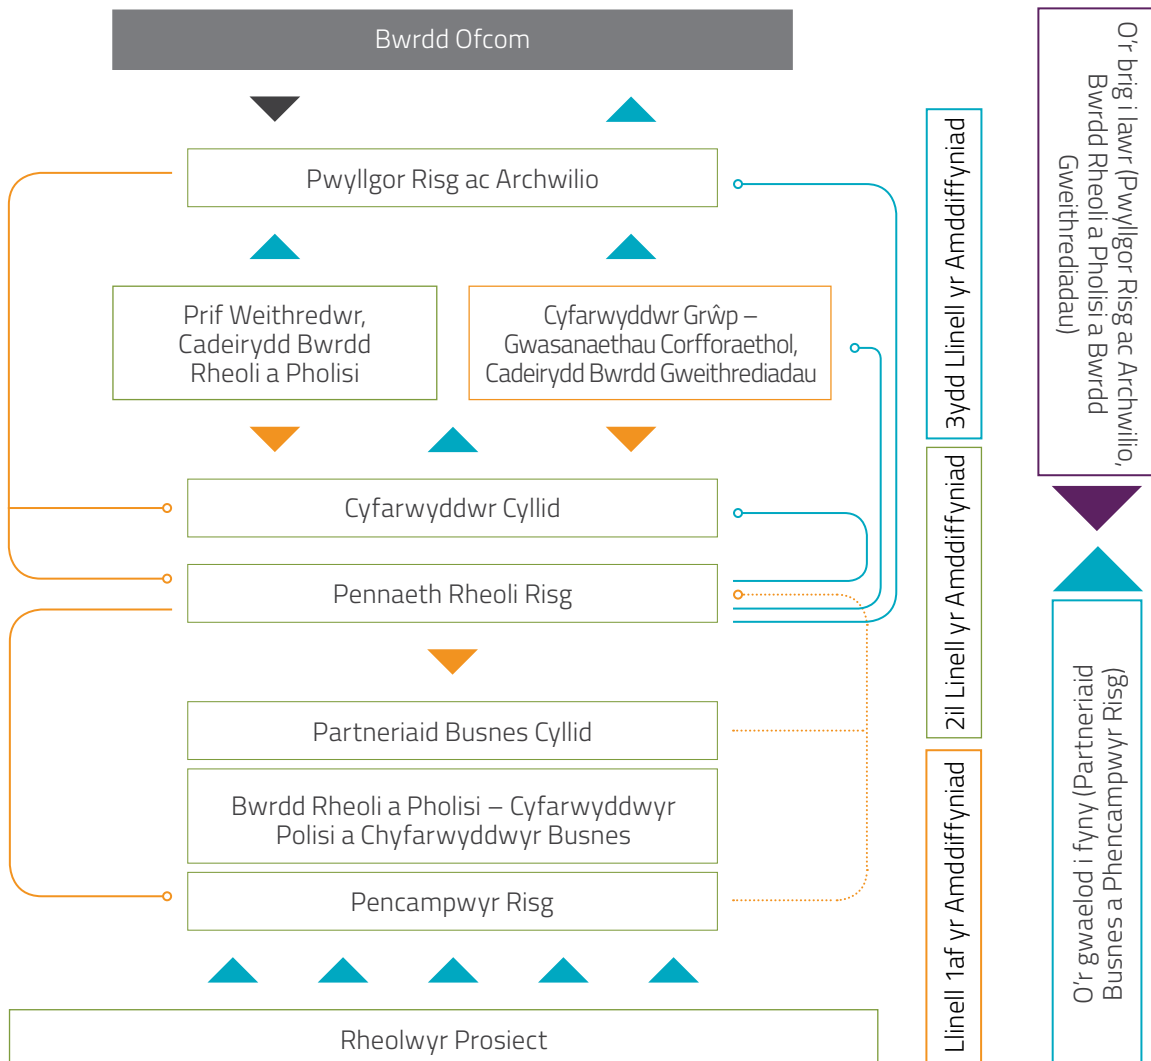 Bwrdd Ofcom
Pwyllgor Risg ac Archwilio
Prif Weithredwr,
Cadeirydd Bwrdd
Rheoli a Pholisi
Cyfarwyddwr Grŵp –
Gwasanaethau Corfforaethol,
Cadeirydd Bwrdd Gweithrediadau
Cyfarwyddwr Cyllid
Pennaeth Rheoli Risg
Partneriaid Busnes Cyllid
Bwrdd Rheoli a Pholisi – Cyfarwyddwyr
Polisi a Chyfarwyddwyr Busnes
Pencampwyr Risg
Rheolwyr Prosiect
3ydd Llinell yr Amddiffyniad
2il Linell yr Amddiffyniad
Llinell 1af yr Amddiffyniad
O'r brig i lawr (Pwyllgor Risg ac Archwilio,
Bwrdd Rheoli a Pholisi a Bwrdd
Gweithrediadau)
O'r gwaelod i fyny (Partneriaid
Busnes a Phencampwyr Risg)